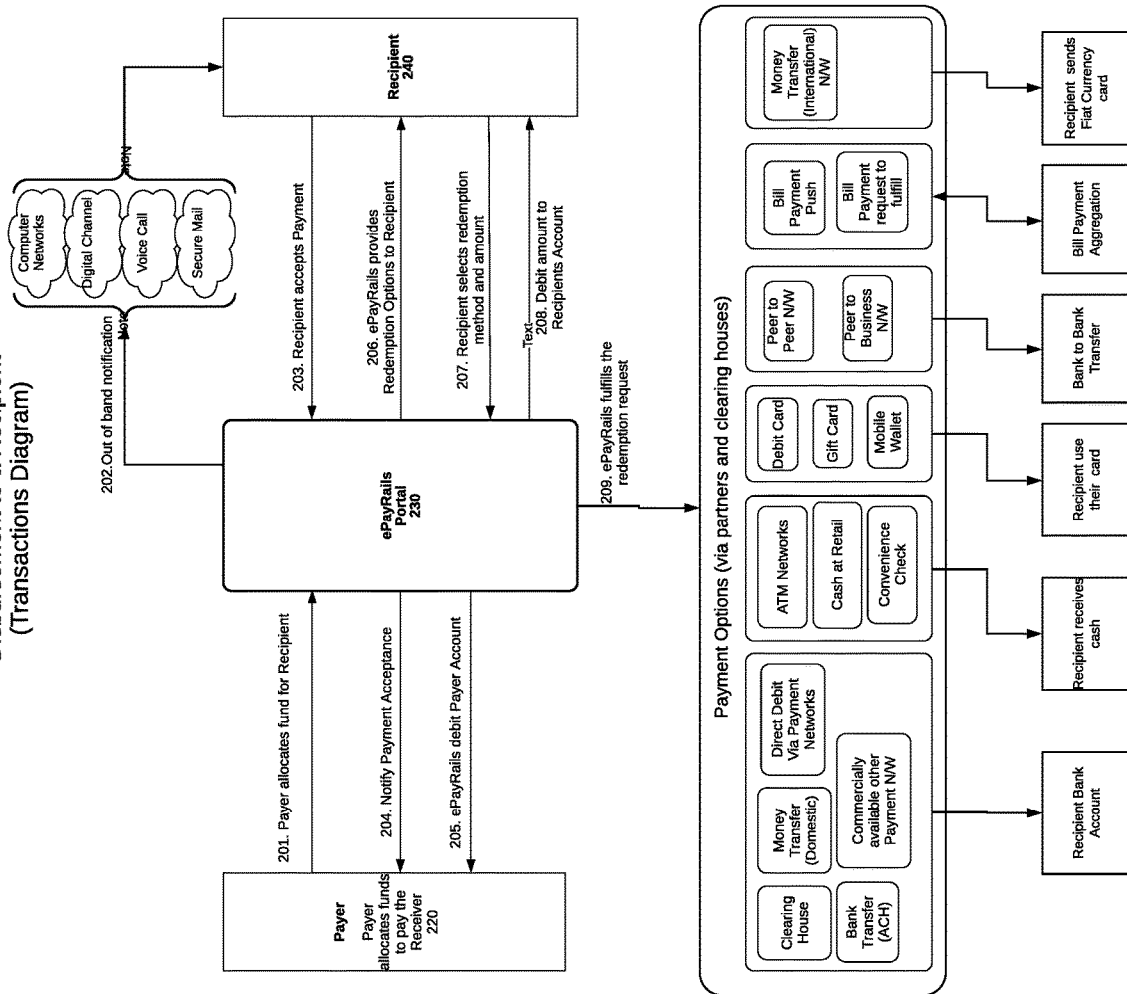 (Transactions Diagram)
Computer
Networks
Digital Channel
Voice Call
Secure Mail
Note
Note
202.Out of band notification
Payer
Payer
allocates funds
to pay the
Receiver
220
201. Payer allocates fund for Recipient
204. Notify Payment Acceptance
205. ePayRails debit Payer Account
ePayRails
Portal
230
203. Recipient accepts Payment
206. ePayRails provides
Redemption Options to Recipient
207. Recipient selects redemption
method and amount
Text
208. Debit amount to
Recipients Account
Recipient
240
209. ePayRails fulfills the
redemption request
Payment Options (via partners and clearing houses)
Clearing
House
Money
Transfer
(Domestic)
Direct Debit
Via Payment
Networks
Bank
Transfer
(ACH)
Commercially
available other
Payment N/W
ATM Networks
Cash at Retail
Convenience
Check
Debit Card
Gift Card
Mobile
Wallet
Peer to
Peer N/W
Peer to
Business
N/W
Bill
Payment
Push
Bill
Payment
request to
fulfill
Money
Transfer
(International)
N/W
Recipient Bank
Account
Recipient receives
cash
Recipient use
their card
Bank to Bank
Transfer
Bill Payment
Aggregation
Recipient sends
Fiat Currency
card